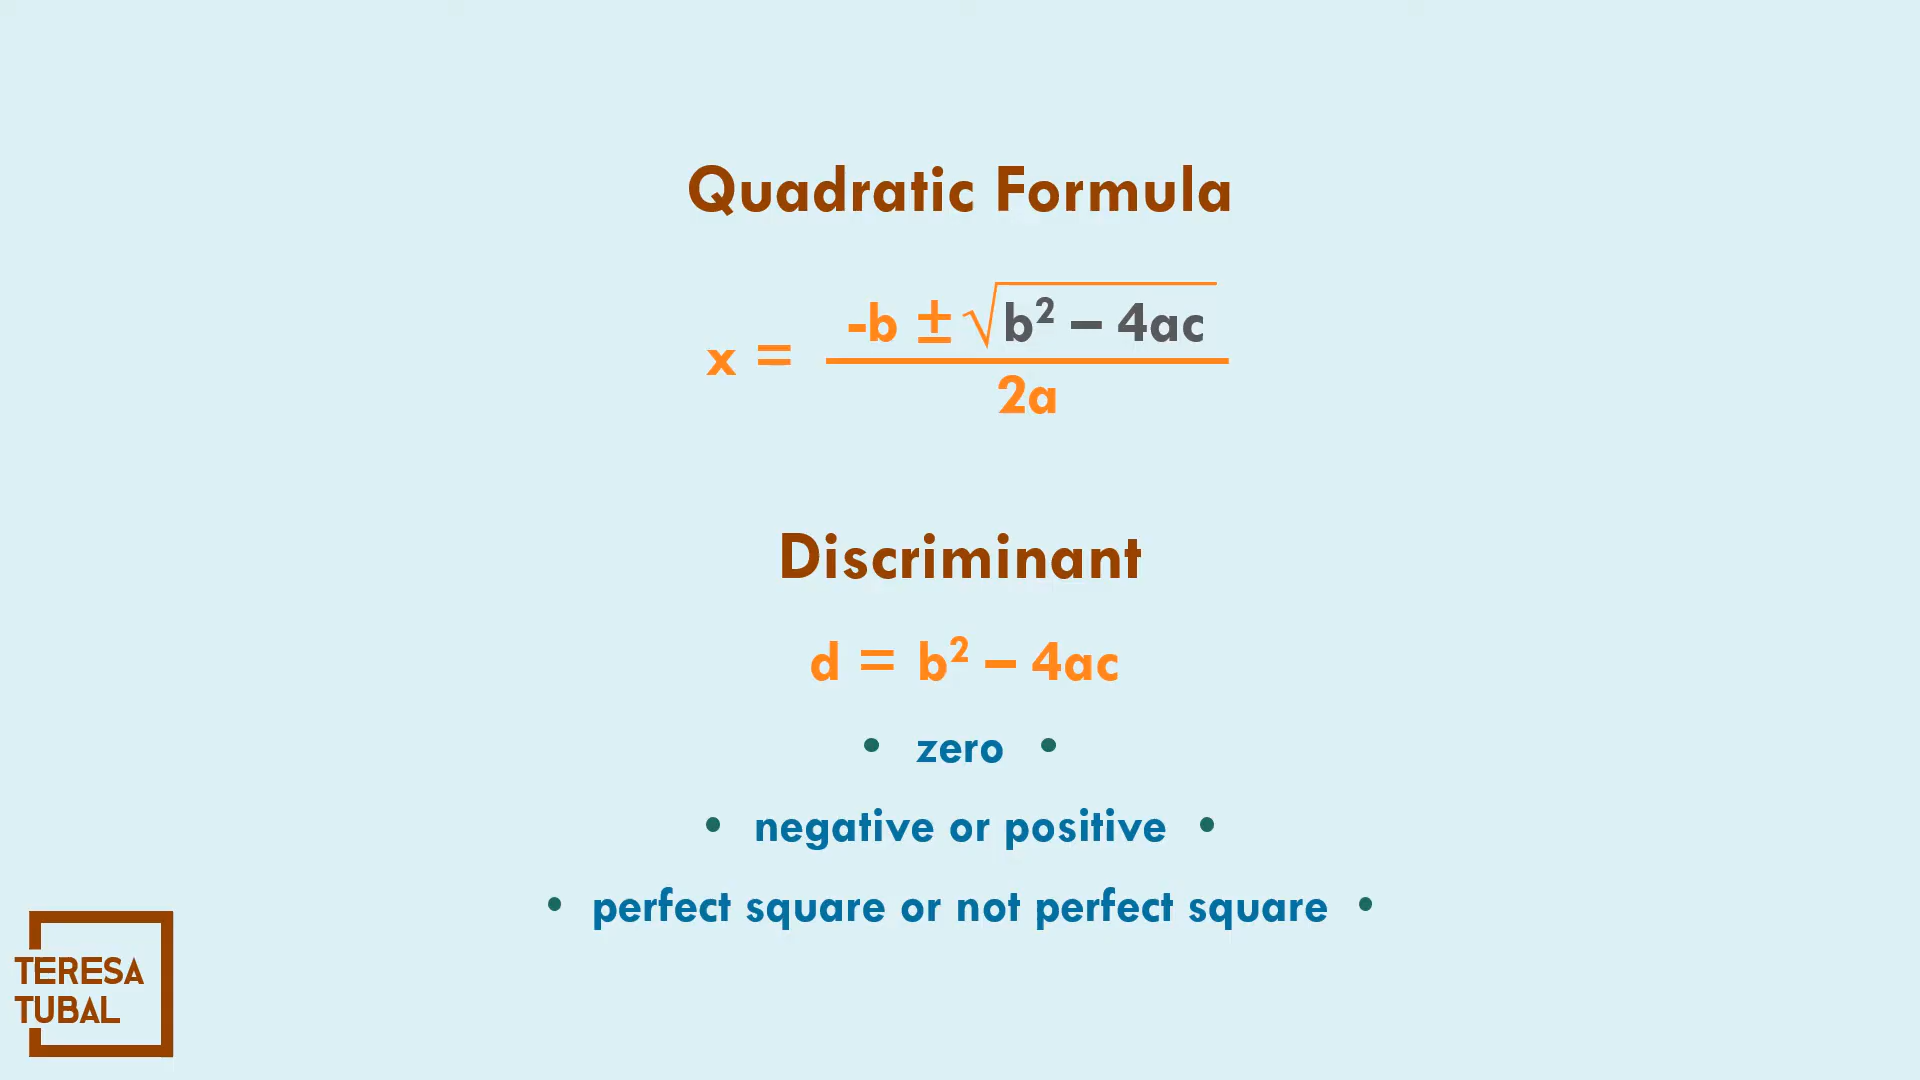 Quadratic Formula
x = -b ± √b² – 4ac
2a
Discriminant
d = b² – 4ac
• zero •
• negative or positive •
• perfect square or not perfect square •
TERESA
TUBAL